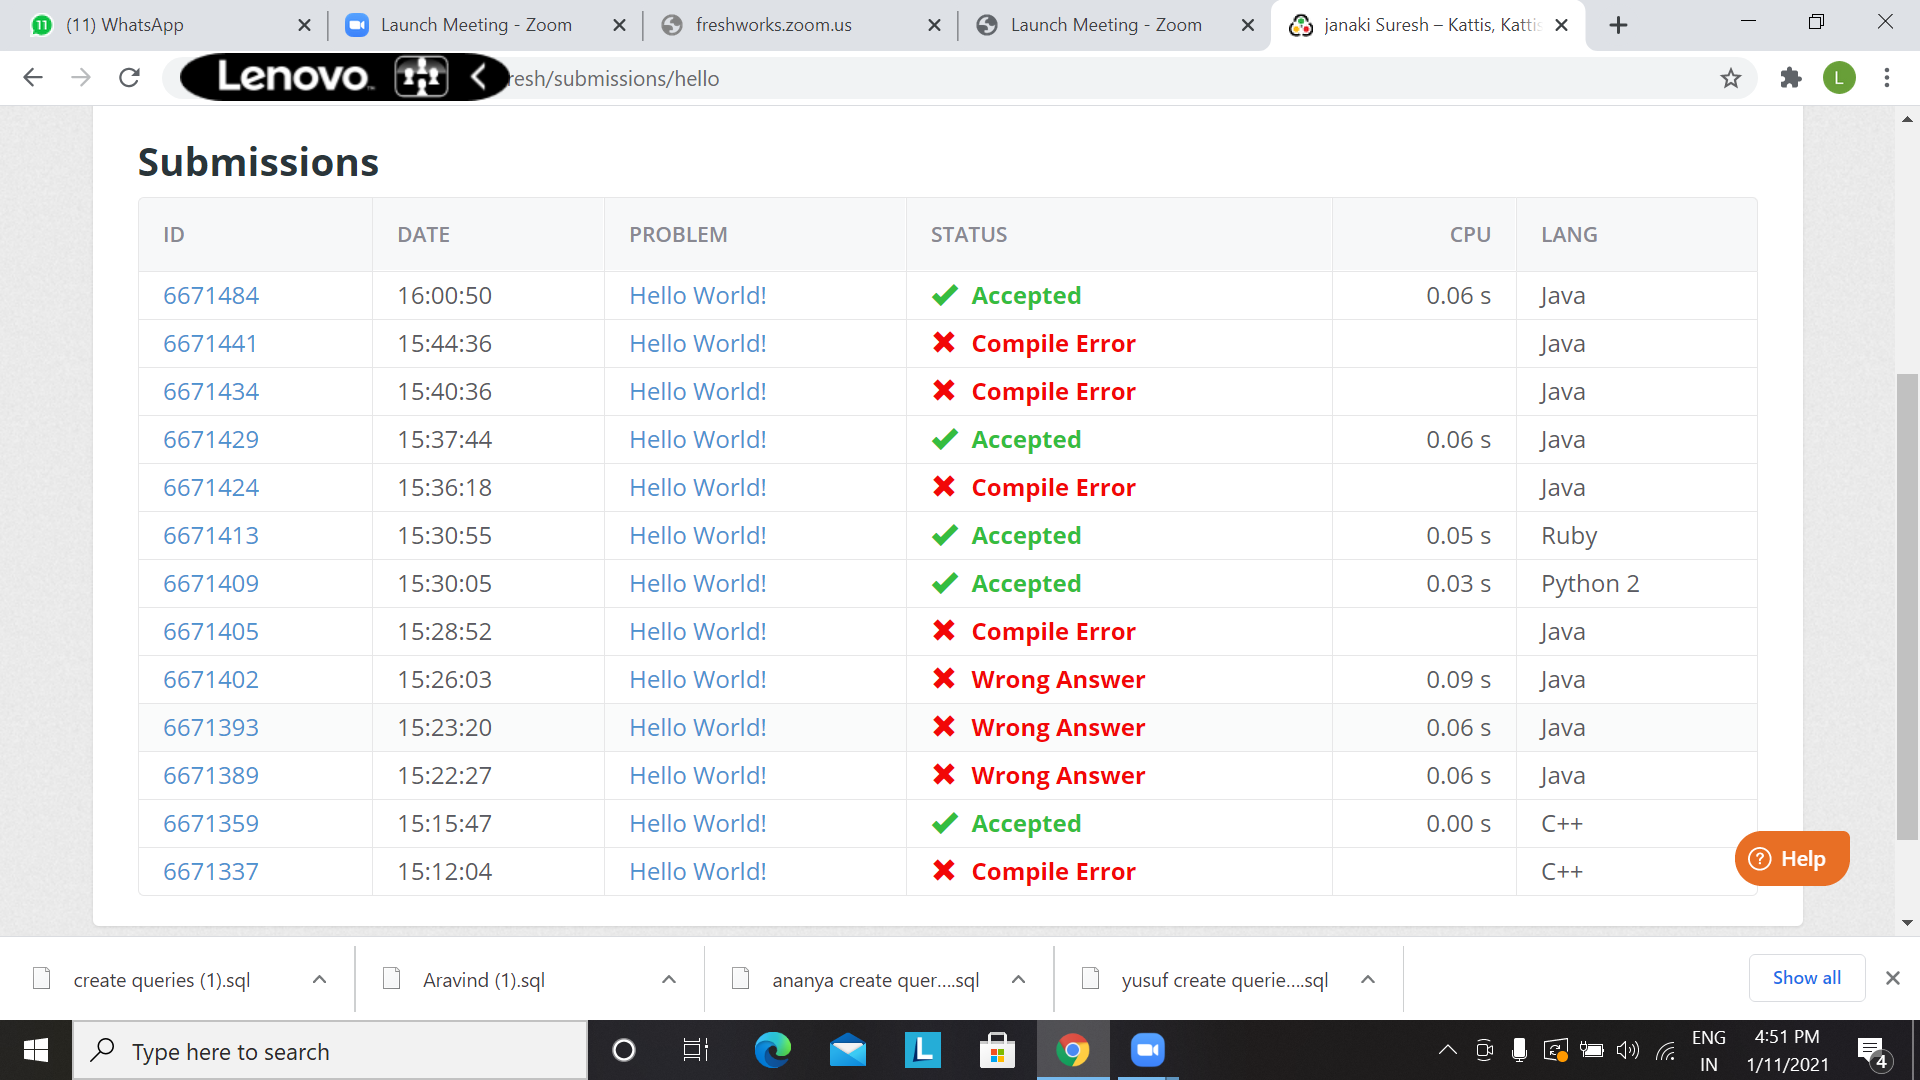 (11) WhatsApp
Launch Meeting - Zoom
freshworks.zoom.us
Launch Meeting - Zoom
janaki Suresh – Kattis, Kattis
Lenovo
resh/submissions/hello
L
Submissions
ID DATE PROBLEM STATUS CPU LANG
6671484 16:00:50 Hello World! Accepted 0.06 s Java
6671441 15:44:36 Hello World! Compile Error Java
6671434 15:40:36 Hello World! Compile Error Java
6671429 15:37:44 Hello World! Accepted 0.06 s Java
6671424 15:36:18 Hello World! Compile Error Java
6671413 15:30:55 Hello World! Accepted 0.05 s Ruby
6671409 15:30:05 Hello World! Accepted 0.03 s Python 2
6671405 15:28:52 Hello World! Compile Error Java
6671402 15:26:03 Hello World! Wrong Answer 0.09 s Java
6671393 15:23:20 Hello World! Wrong Answer 0.06 s Java
6671389 15:22:27 Hello World! Wrong Answer 0.06 s Java
6671359 15:15:47 Hello World! Accepted 0.00 s C++
6671337 15:12:04 Hello World! Compile Error C++
? Help
create queries (1).sql
Aravind (1).sql
ananya create quer....sql
yusuf create querie....sql
Show all
Type here to search
L
ENG
IN
4:51 PM
1/11/2021
4